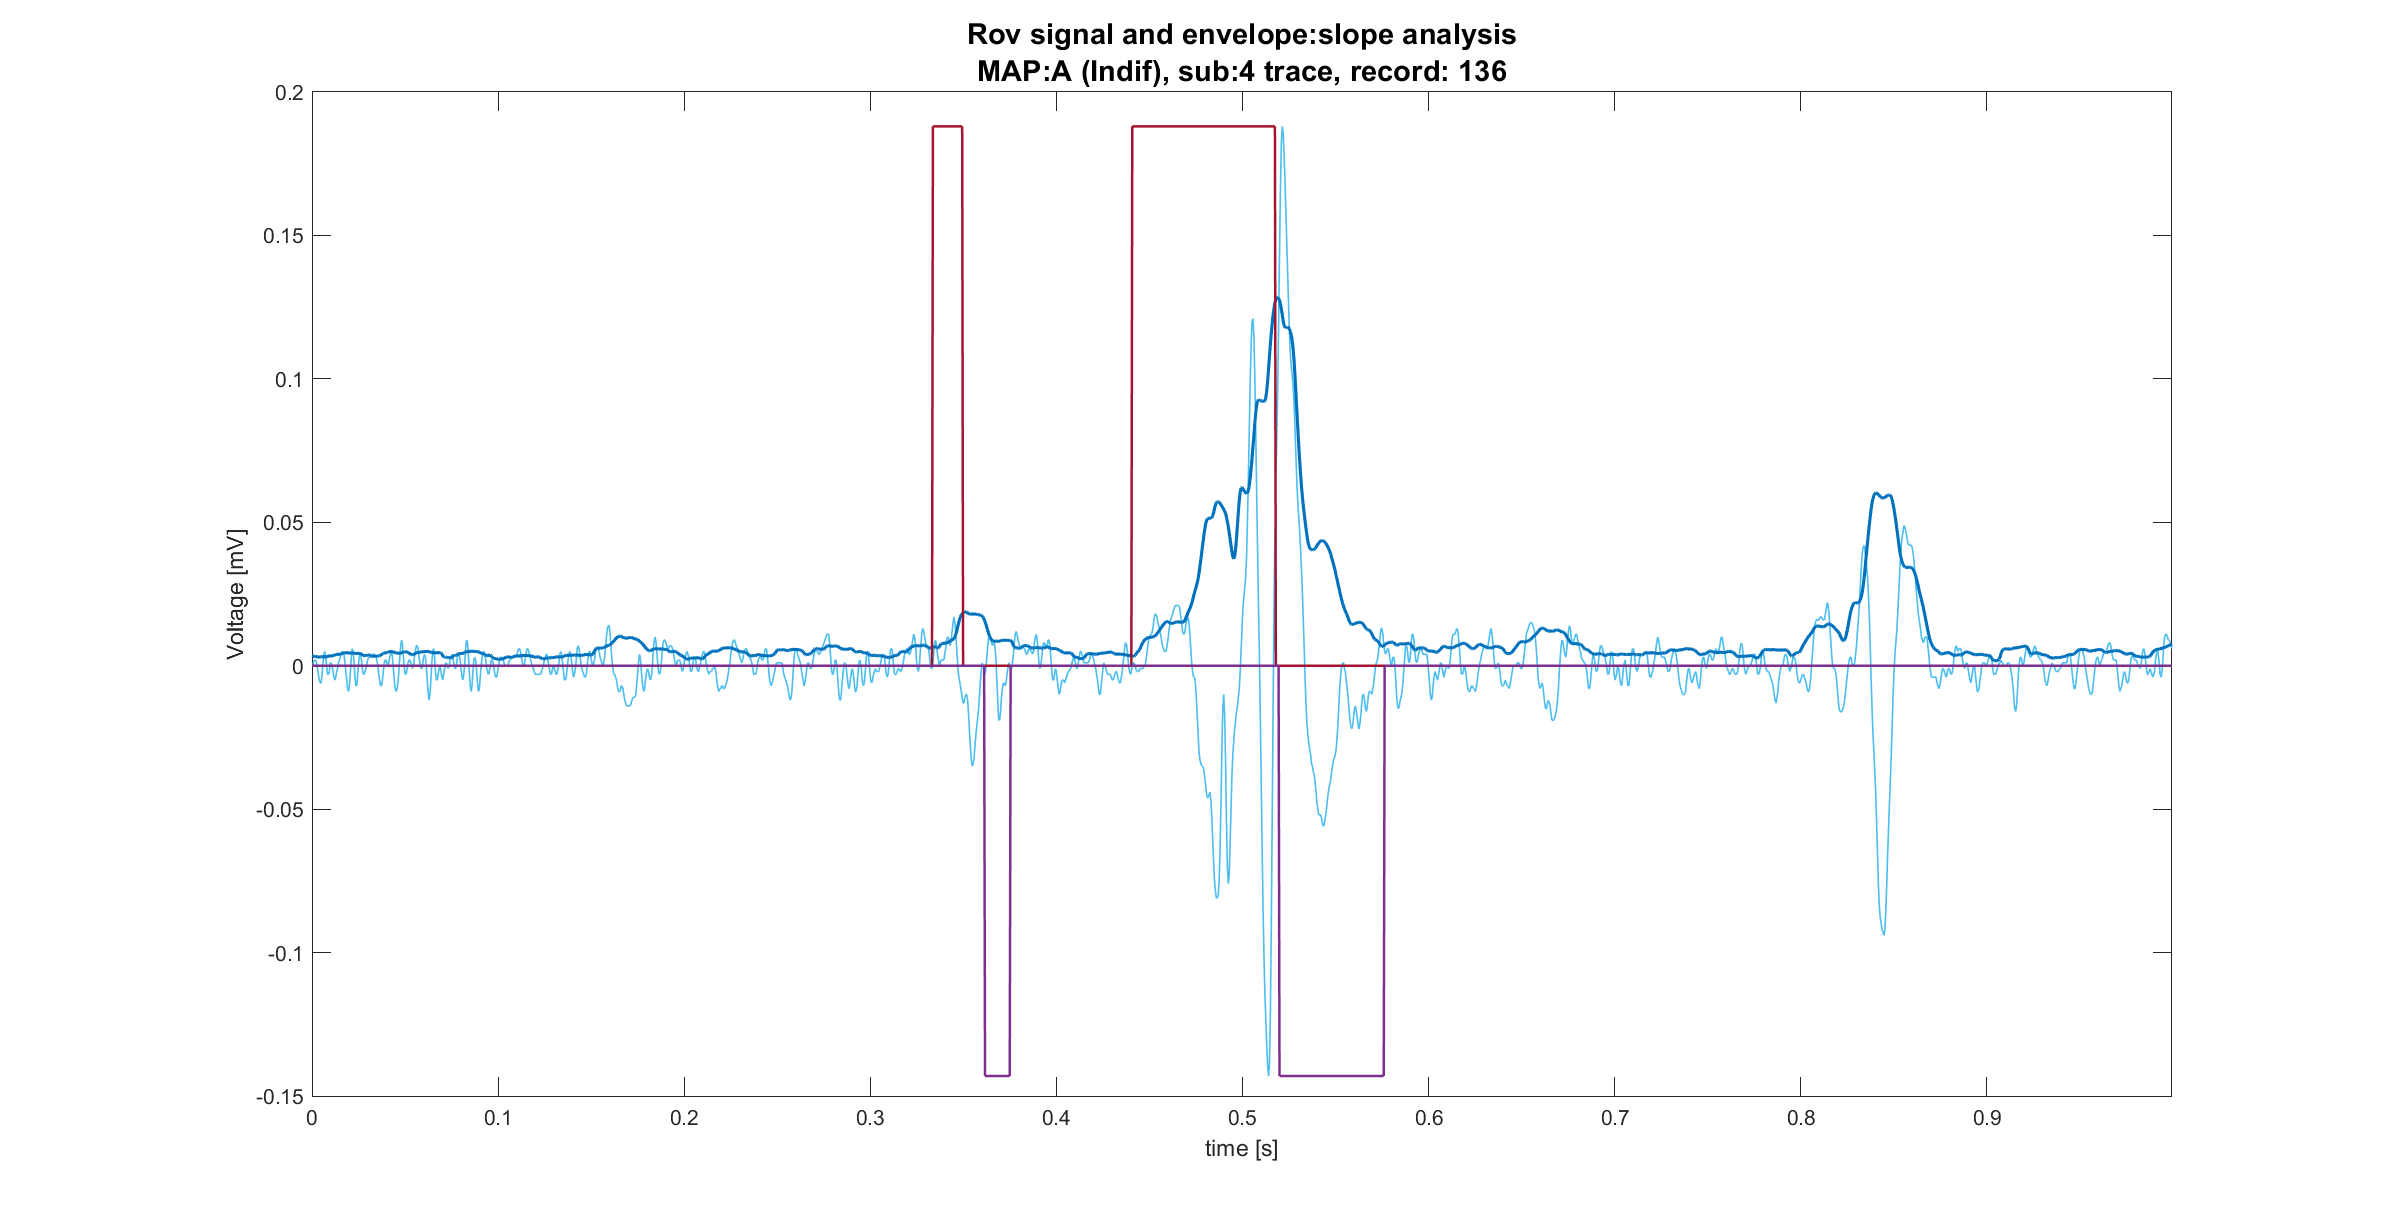 Rov signal and envelope:slope analysis
MAP:A (Indif), sub:4 trace, record: 136
0.2
0.15
0.1
0.05
0
-0.05
-0.1
-0.15
Voltage [mV]
0 0.1 0.2 0.3 0.4 0.5 0.6 0.7 0.8 0.9
time [s]